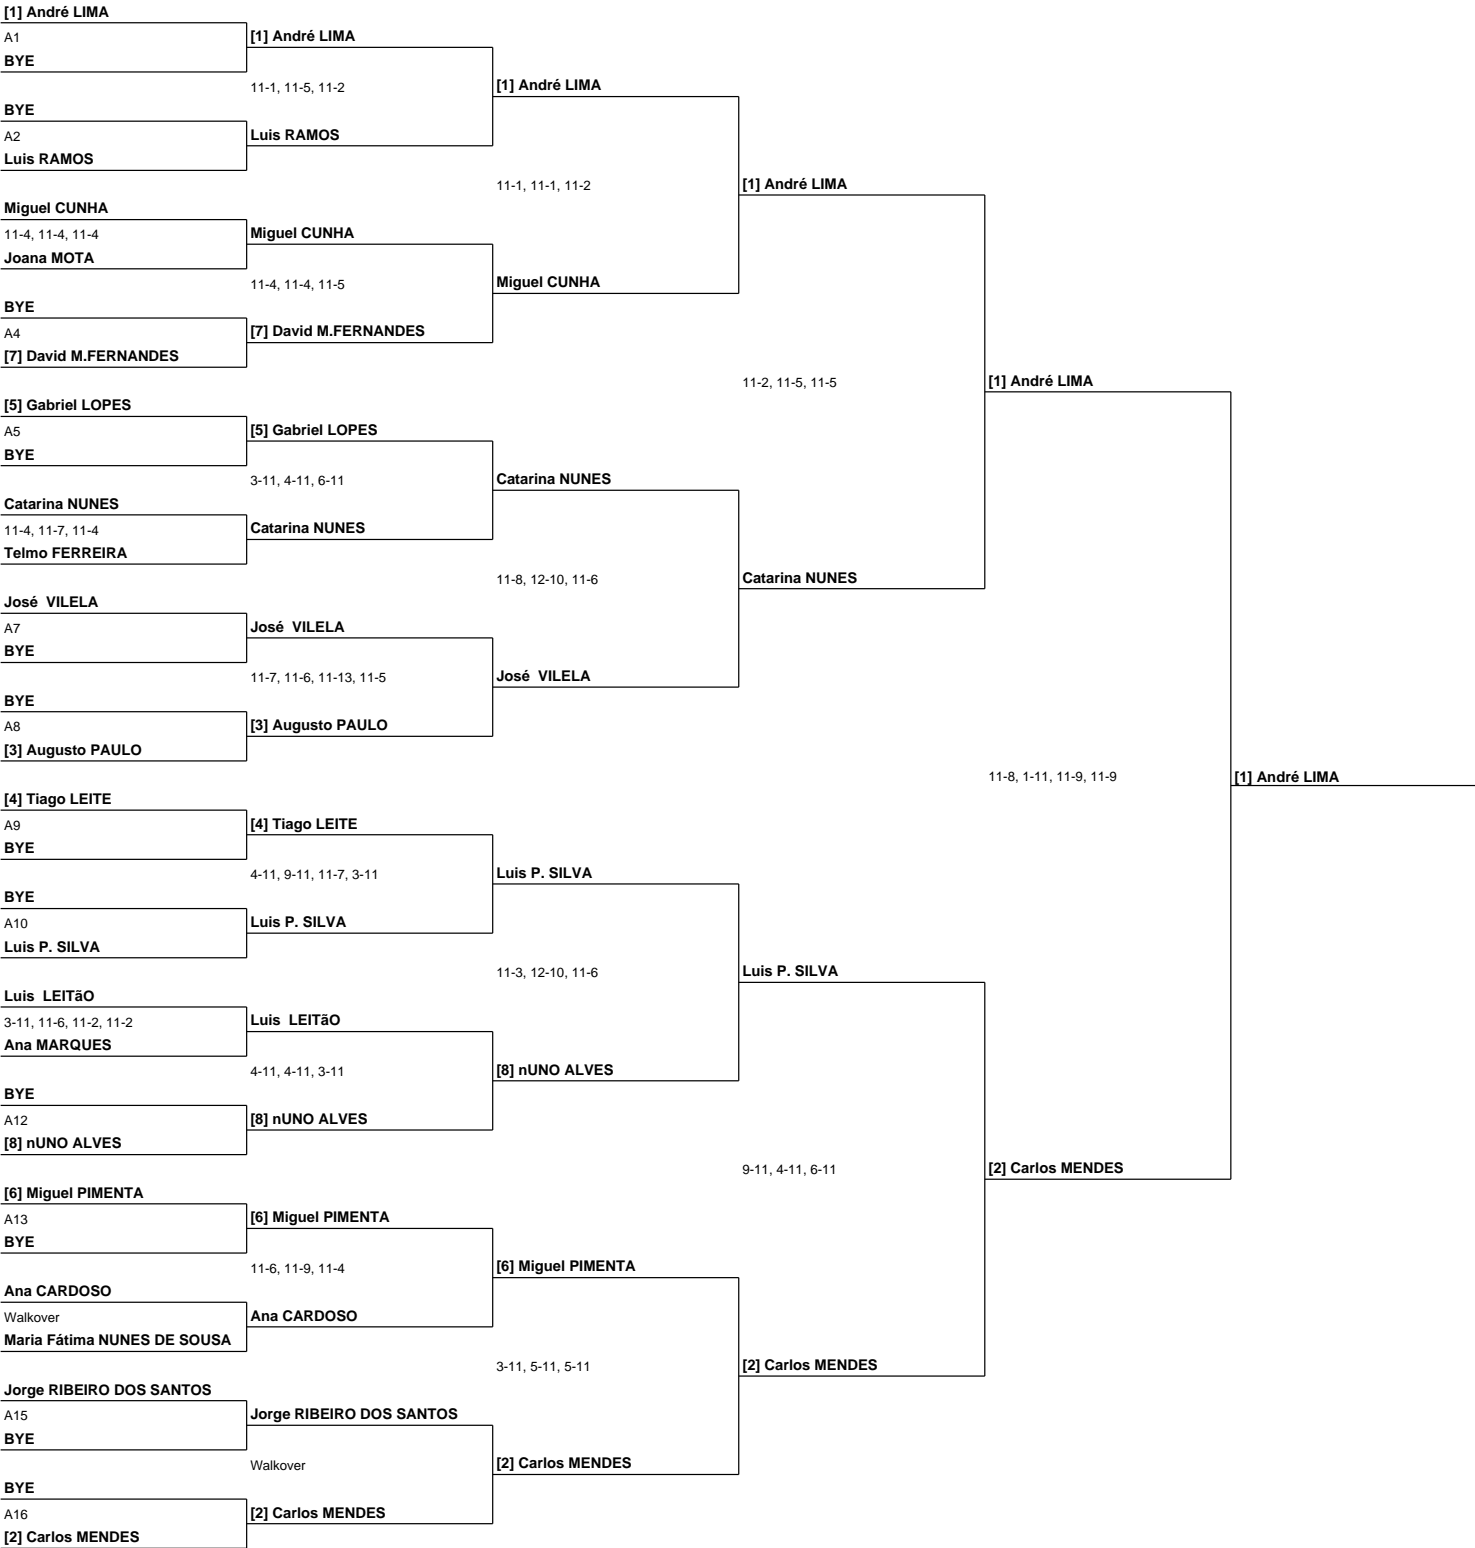 [1] André LIMA
A1
BYE
BYE
A2
Luis RAMOS
Miguel CUNHA
11-4, 11-4, 11-4
Joana MOTA
BYE
A4
[7] David M.FERNANDES
[5] Gabriel LOPES
A5
BYE
Catarina NUNES
11-4, 11-7, 11-4
Telmo FERREIRA
José  VILELA
A7
BYE
BYE
A8
[3] Augusto PAULO
[4] Tiago LEITE
A9
BYE
BYE
A10
Luis P. SILVA
Luis  LEITãO
3-11, 11-6, 11-2, 11-2
Ana MARQUES
BYE
A12
[8] nUNO ALVES
[6] Miguel PIMENTA
A13
BYE
Ana CARDOSO
Walkover
Maria Fátima NUNES DE SOUSA
Jorge RIBEIRO DOS SANTOS
A15
BYE
BYE
A16
[2] Carlos MENDES
[1] André LIMA
11-1, 11-5, 11-2
Luis RAMOS
Miguel CUNHA
11-4, 11-4, 11-5
[7] David M.FERNANDES
[5] Gabriel LOPES
3-11, 4-11, 6-11
Catarina NUNES
José  VILELA
11-7, 11-6, 11-13, 11-5
[3] Augusto PAULO
[4] Tiago LEITE
4-11, 9-11, 11-7, 3-11
Luis P. SILVA
Luis  LEITãO
4-11, 4-11, 3-11
[8] nUNO ALVES
[6] Miguel PIMENTA
11-6, 11-9, 11-4
Ana CARDOSO
Jorge RIBEIRO DOS SANTOS
Walkover
[2] Carlos MENDES
[1] André LIMA
11-1, 11-1, 11-2
Miguel CUNHA
Catarina NUNES
11-8, 12-10, 11-6
José  VILELA
Luis P. SILVA
11-3, 12-10, 11-6
[8] nUNO ALVES
[6] Miguel PIMENTA
3-11, 5-11, 5-11
[2] Carlos MENDES
[1] André LIMA
11-2, 11-5, 11-5
Catarina NUNES
Luis P. SILVA
9-11, 4-11, 6-11
[2] Carlos MENDES
[1] André LIMA
11-8, 1-11, 11-9, 11-9
[2] Carlos MENDES
[1] André LIMA